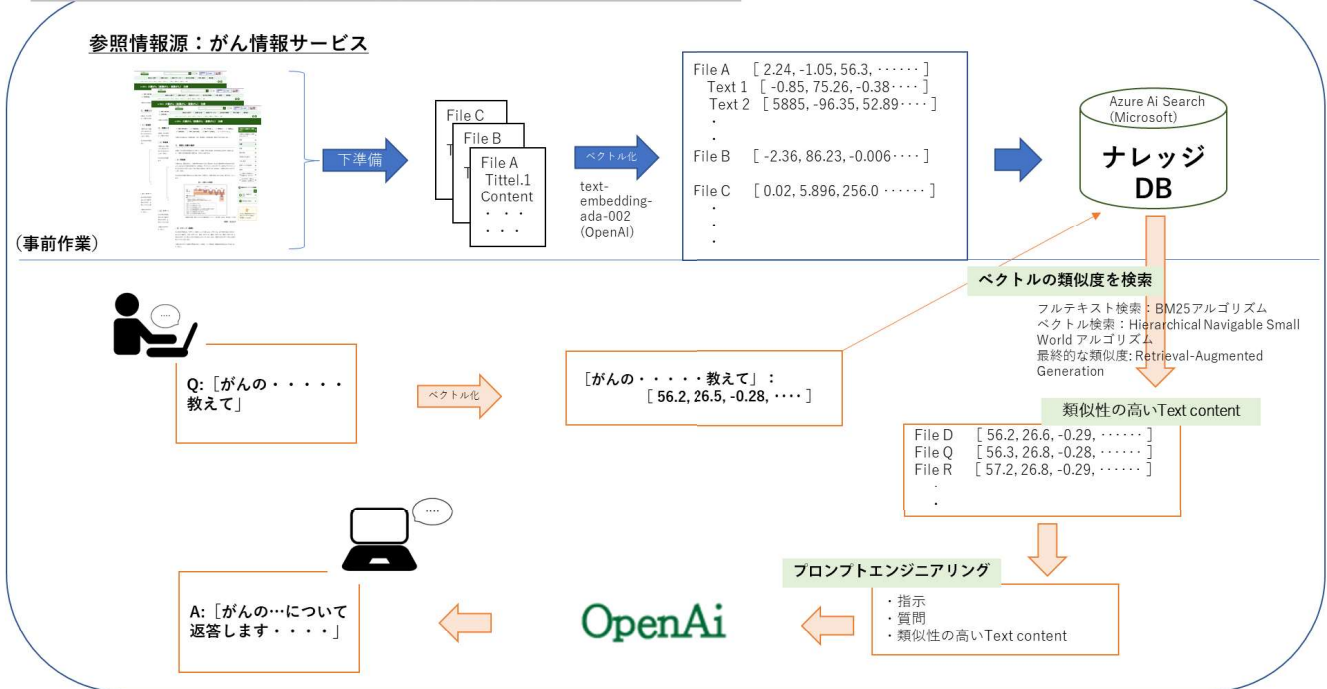 参照情報源：がん情報サービス
下準備
File C
T
File B
T
File A
Tittel.1
Content
・・・
・・・
ベクトル化
text-
embedding-
ada-002
(OpenAI)
File A [ 2.24, -1.05, 56.3, ・・・・・・ ]
Text 1 [ -0.85, 75.26, -0.38・・・・ ]
Text 2 [ 5885, -96.35, 52.89・・・・ ]
・
・
File B [ -2.36, 86.23, -0.006・・・・ ]
File C [ 0.02, 5.896, 256.0 ・・・・・・ ]
・
・
・
Azure Ai Search
(Microsoft)
ナレッジ
DB
(事前作業)
ベクトルの類似度を検索
フルテキスト検索：BM25アルゴリズム
ベクトル検索：Hierarchical Navigable Small
World アルゴリズム
最終的な類似度: Retrieval-Augmented
Generation
・・・・
Q:［がんの・・・・・
教えて」
ベクトル化
［がんの・・・・・教えて」：
[ 56.2, 26.5, -0.28, ・・・・ ]
類似性の高いText content
File D [ 56.2, 26.6, -0.29, ・・・・・・ ]
File Q [ 56.3, 26.8, -0.28, ・・・・・・ ]
File R [ 57.2, 26.8, -0.29, ・・・・・・ ]
・
・
プロンプトエンジニアリング
・指示
・質問
・類似性の高いText content
OpenAi
・・・・
A:［がんの…について
返答します・・・・」